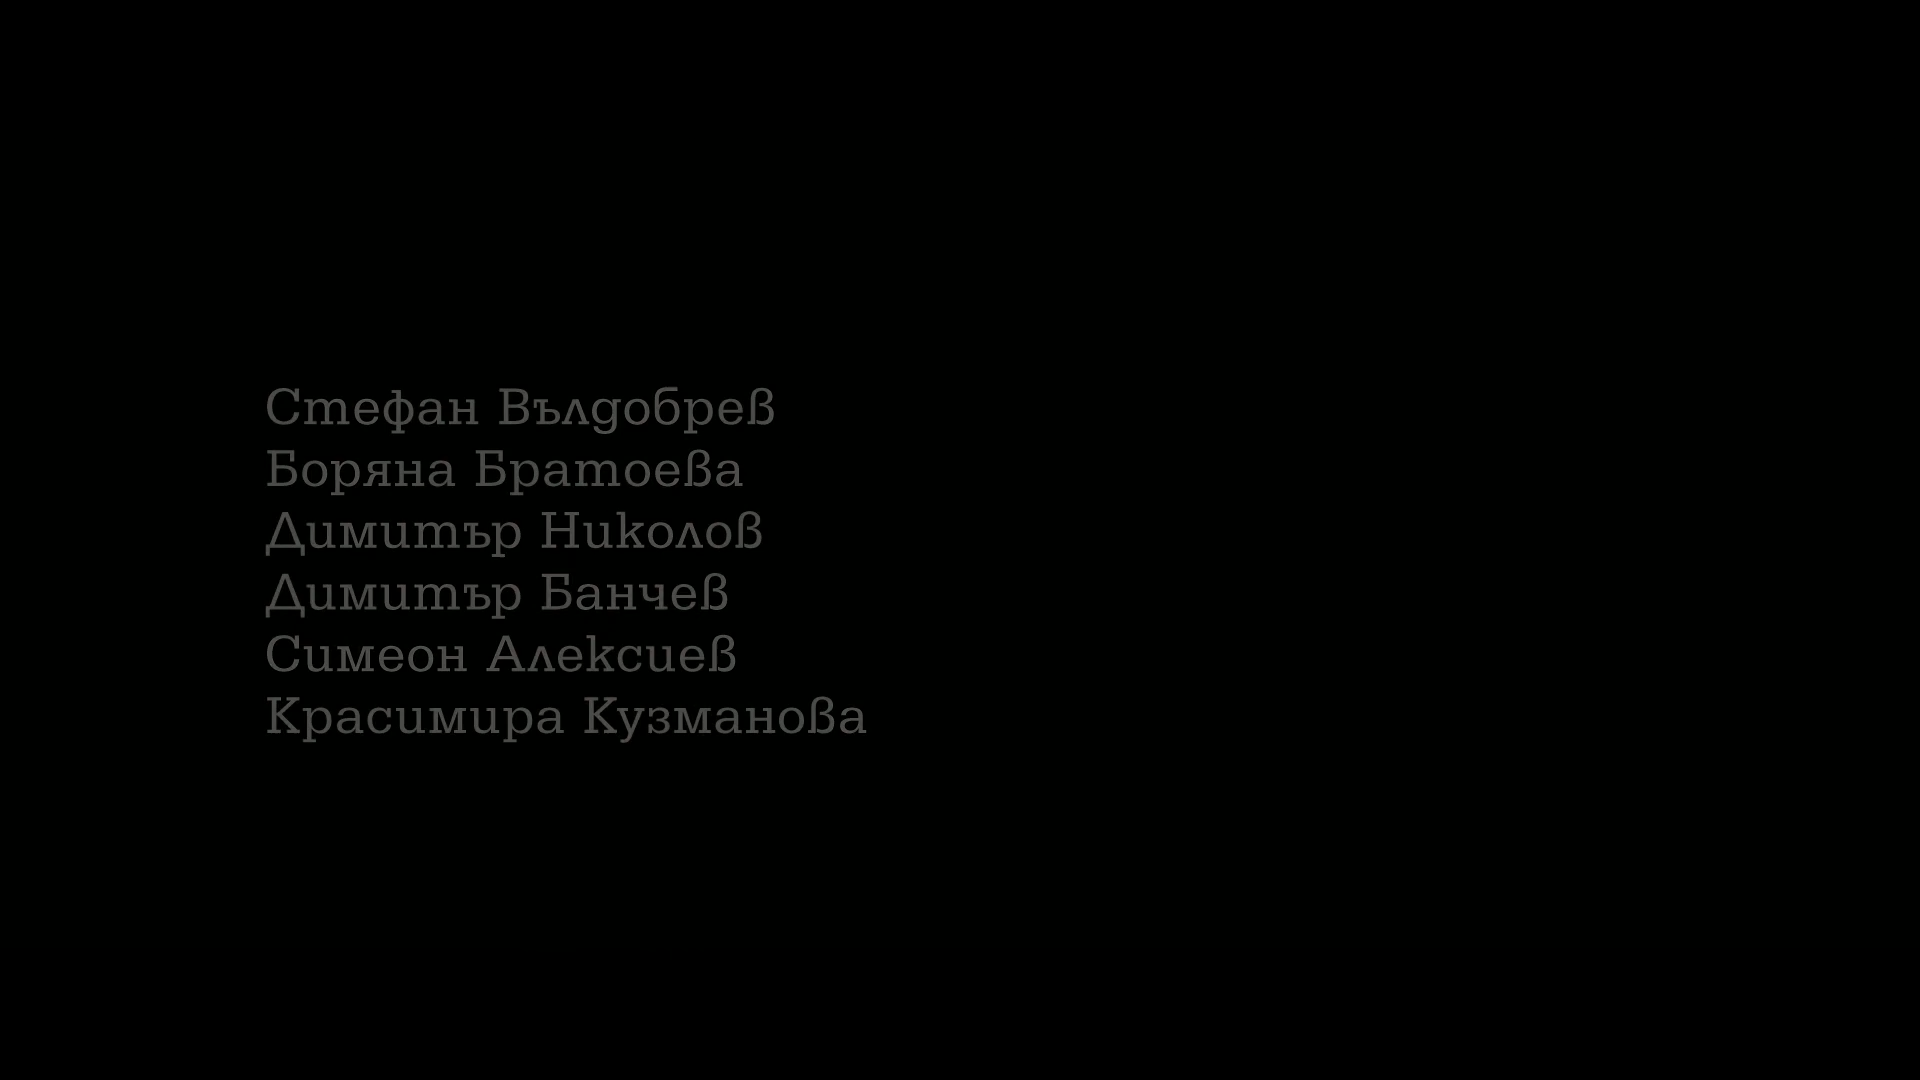 Стефан Вълдобрев
Боряна Братоева
Димитър Николов
Димитър Банчев
Симеон Алексиев
Красимира Кузманова